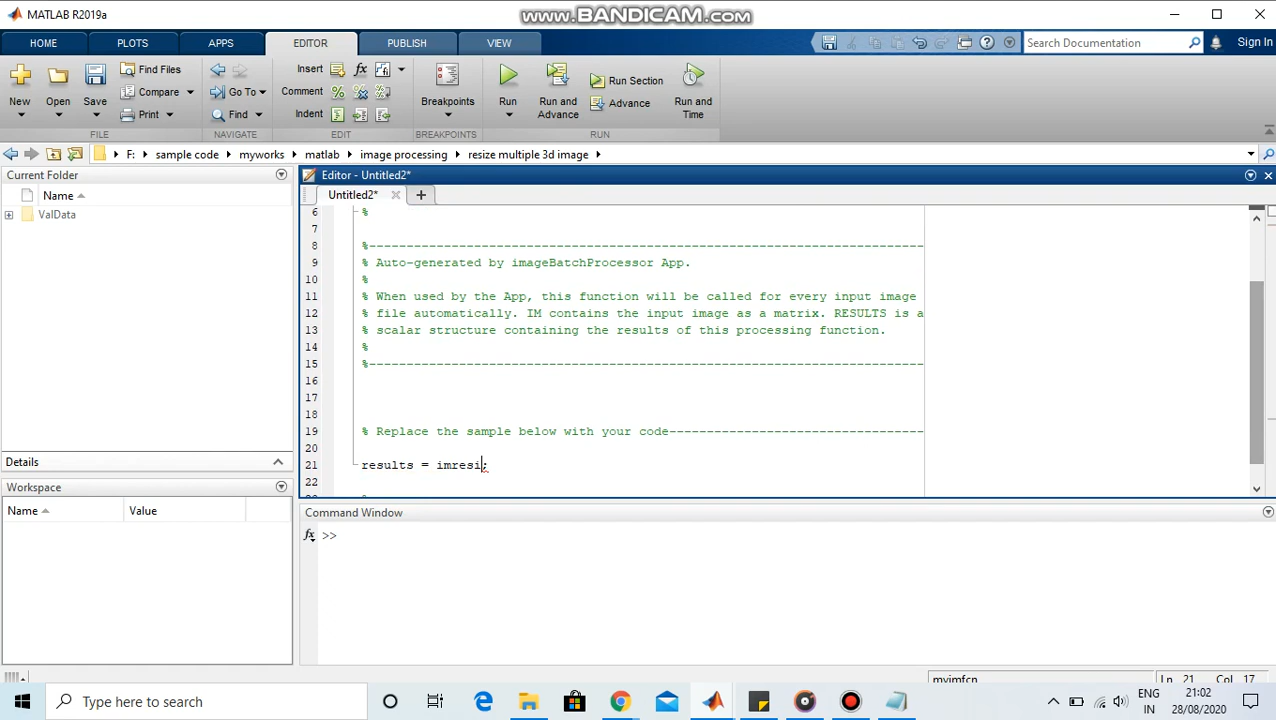 MATLAB R2019a
www.BANDICAM.com
HOME PLOTS APPS EDITOR PUBLISH VIEW
Search Documentation
Sign In
New Open Save
Find Files
Compare
Print
Go To
Find
Insert fx
Comment
Indent
Breakpoints
Run
Run and Advance
Run Section
Advance
Run and Time
FILE NAVIGATE EDIT BREAKPOINTS RUN
F: sample code myworks matlab image processing resize multiple 3d image
Current Folder
Name
ValData
Details
Workspace
Name Value
Editor - Untitled2*
Untitled2*
6 %
7
8 %--------------------------------------------------------------------------
9 % Auto-generated by imageBatchProcessor App.
10 %
11 % When used by the App, this function will be called for every input image
12 % file automatically. IM contains the input image as a matrix. RESULTS is a
13 % scalar structure containing the results of this processing function.
14 %
15 %--------------------------------------------------------------------------
16
17
18
19 % Replace the sample below with your code----------------------------------
20
21 results = imresi;
22
Command Window
fx >>
myimfcn Ln 21 Col 17
Type here to search
ENG
IN
21:02
28/08/2020